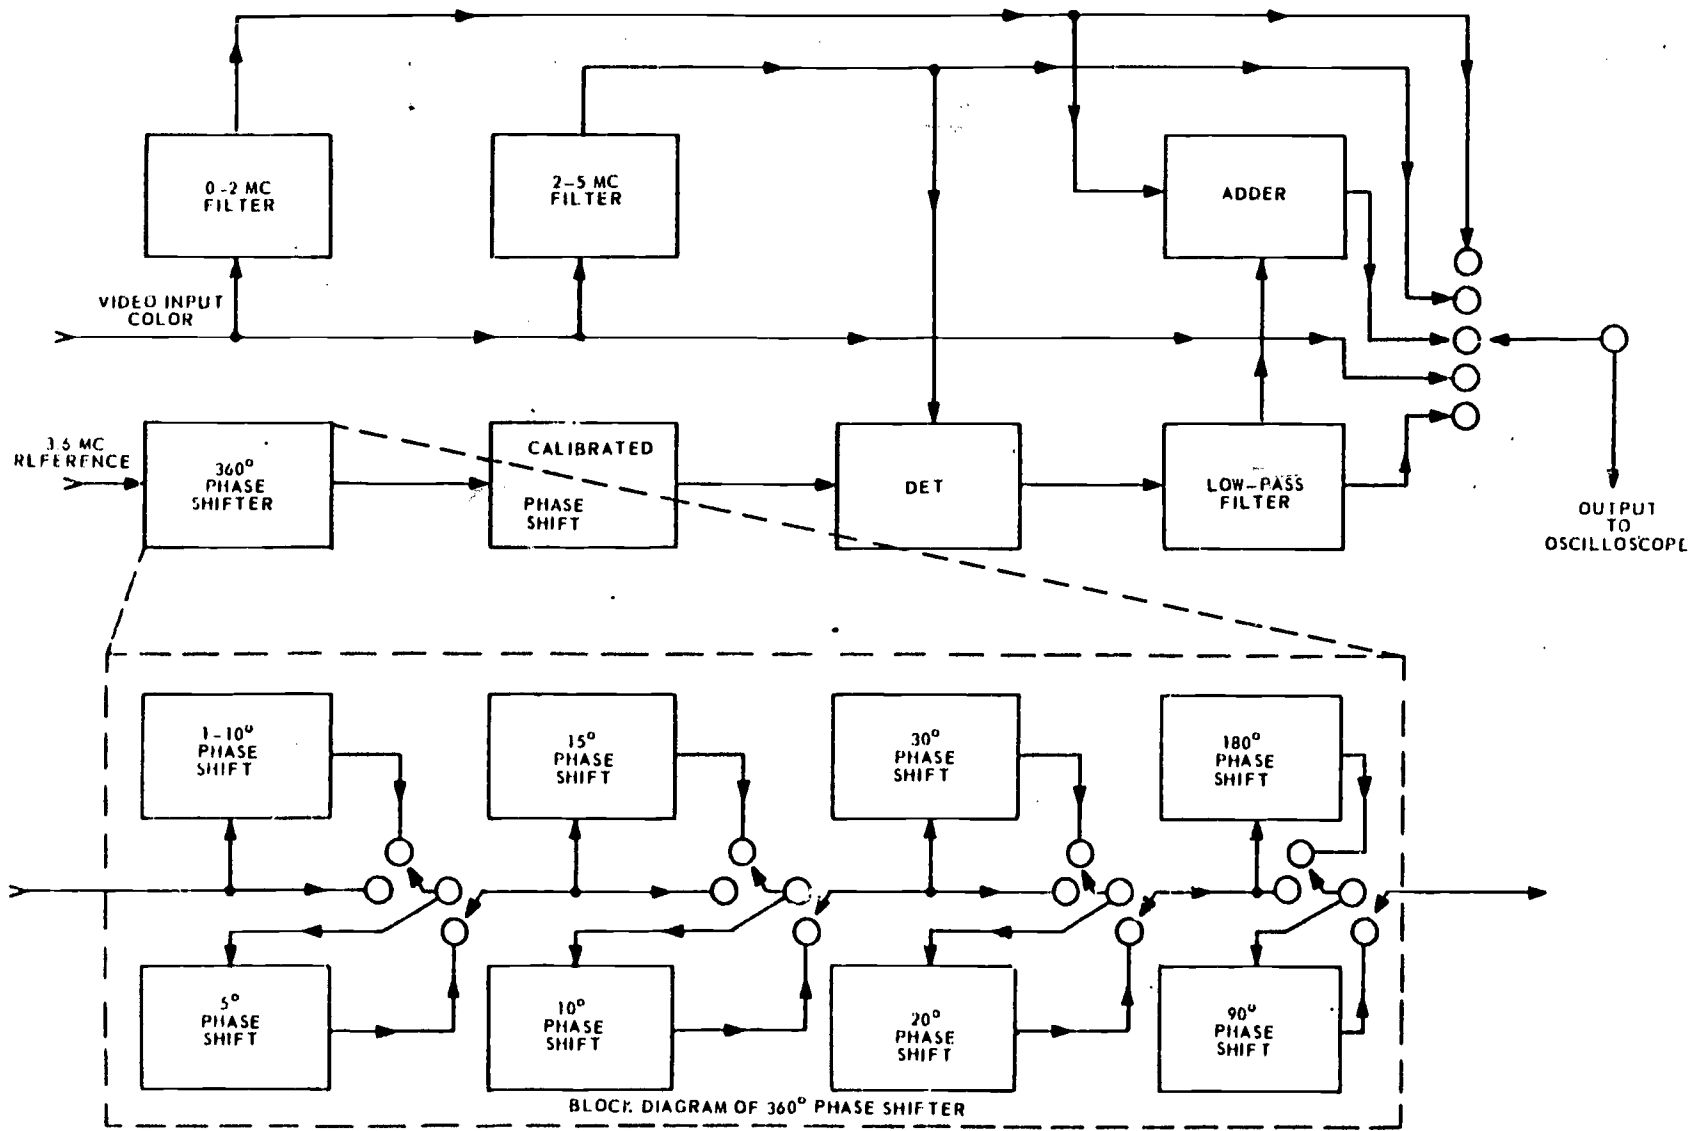 0-2 MC
FILTER
2-5 MC
FILTER
ADDER
VIDEO INPUT
COLOR
3.6 MC
REFERENCE
360°
PHASE
SHIFTER
CALIBRATED
PHASE
SHIFT
DET
LOW-PASS
FILTER
OUTPUT
TO
OSCILLOSCOPE
1-10°
PHASE
SHIFT
15°
PHASE
SHIFT
30°
PHASE
SHIFT
180°
PHASE
SHIFT
5°
PHASE
SHIFT
10°
PHASE
SHIFT
20°
PHASE
SHIFT
90°
PHASE
SHIFT
BLOCK DIAGRAM OF 360° PHASE SHIFTER